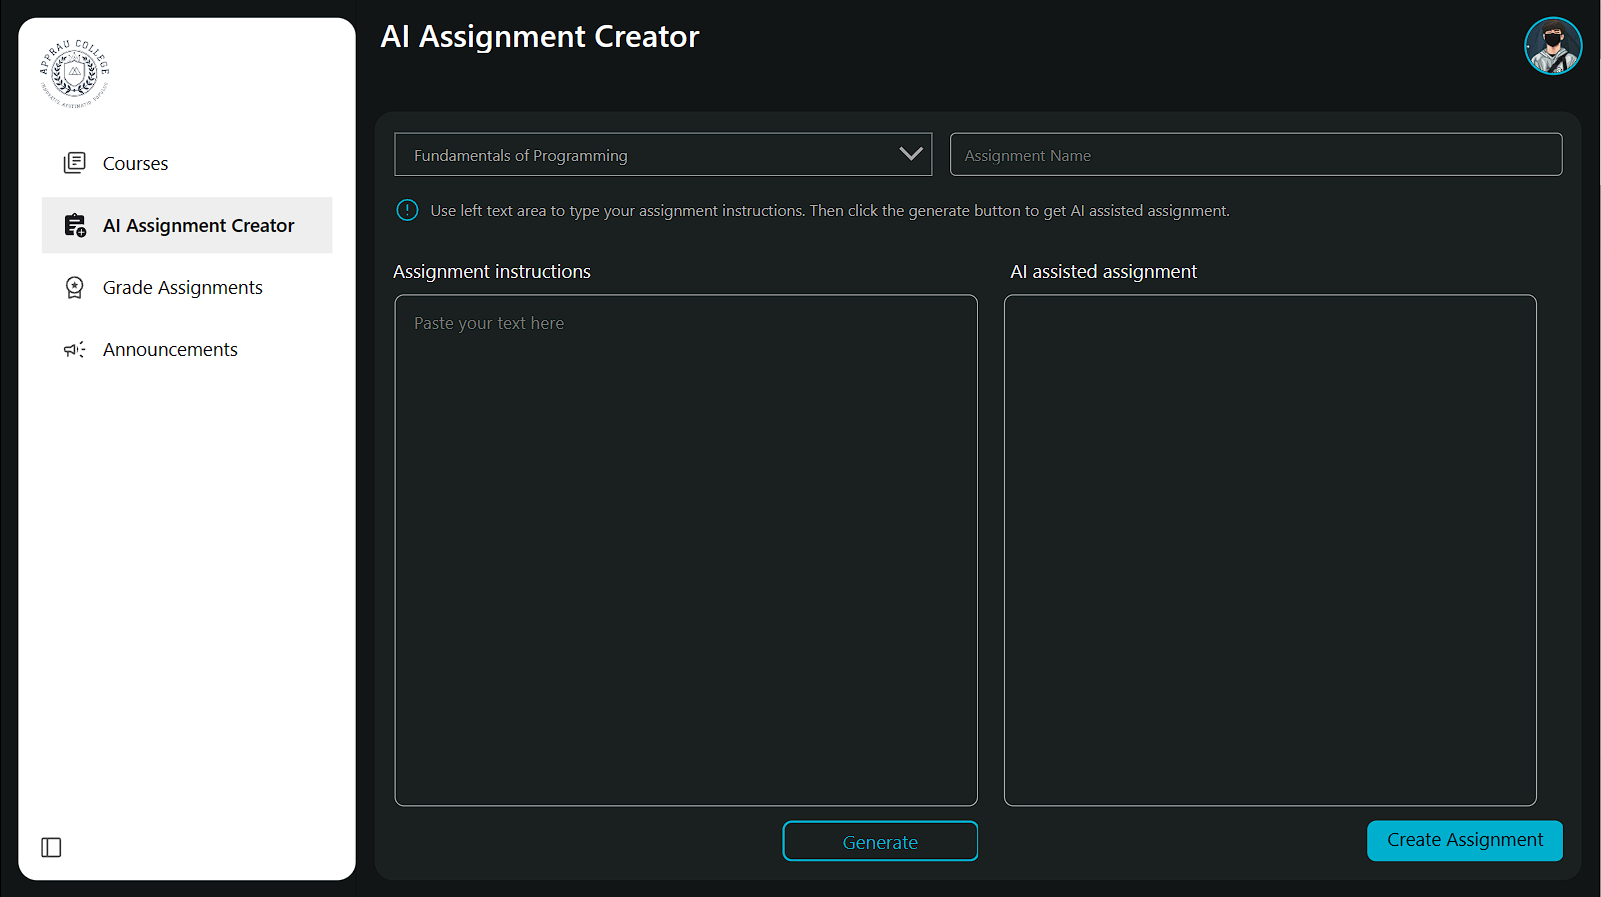 APPRAU COLLEGE
Courses
AI Assignment Creator
Grade Assignments
Announcements
AI Assignment Creator
Fundamentals of Programming
Assignment Name
Use left text area to type your assignment instructions. Then click the generate button to get AI assisted assignment.
Assignment instructions
AI assisted assignment
Paste your text here
Generate
Create Assignment